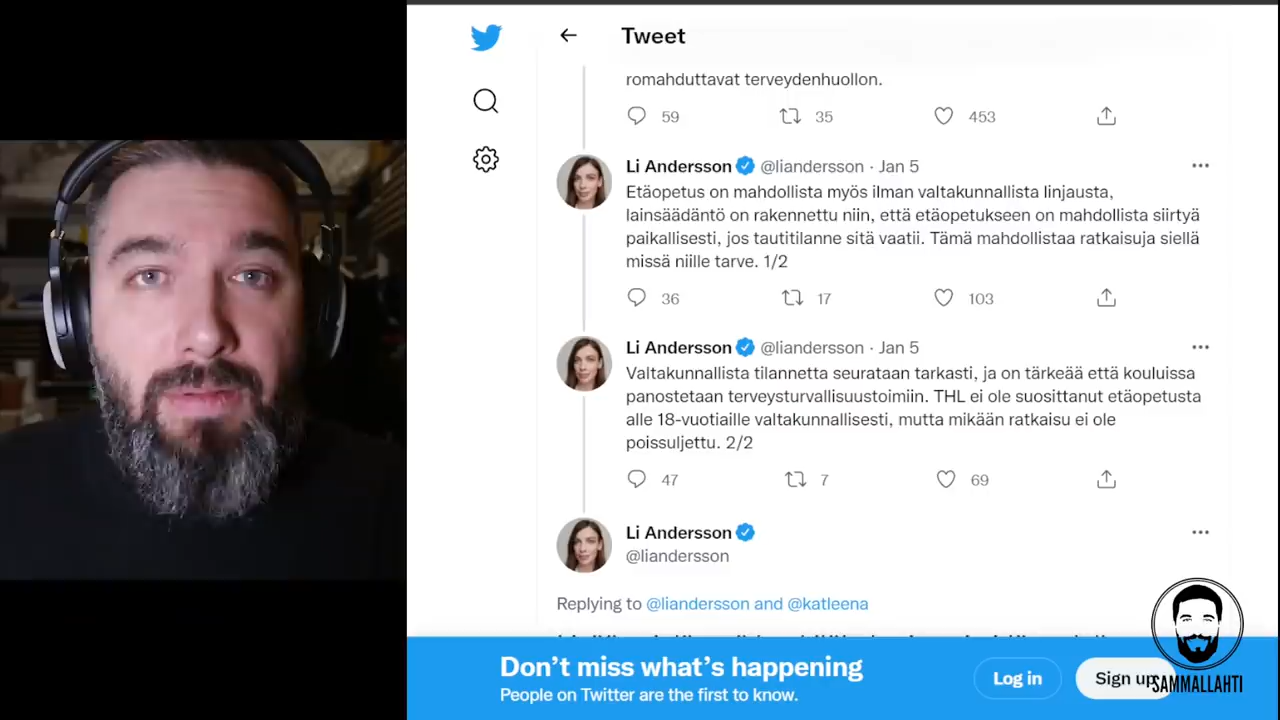 Tweet
romahduttavat terveydenhuollon.
59 35 453
Li Andersson @liandersson · Jan 5
Etäopetus on mahdollista myös ilman valtakunnallista linjausta,
lainsäädäntö on rakennettu niin, että etäopetukseen on mahdollista siirtyä
paikallisesti, jos tautitilanne sitä vaatii. Tämä mahdollistaa ratkaisuja siellä
missä niille tarve. 1/2
36 17 103
Li Andersson @liandersson · Jan 5
Valtakunnallista tilannetta seurataan tarkasti, ja on tärkeää että kouluissa
panostetaan terveysturvallisuustoimiin. THL ei ole suosittanut etäopetusta
alle 18-vuotiaille valtakunnallisesti, mutta mikään ratkaisu ei ole
poissuljettu. 2/2
47 7 69
Li Andersson
@liandersson
Replying to @liandersson and @katleena
Don't miss what's happening
People on Twitter are the first to know.
Log in
Sign up
SAMMALLAHTI